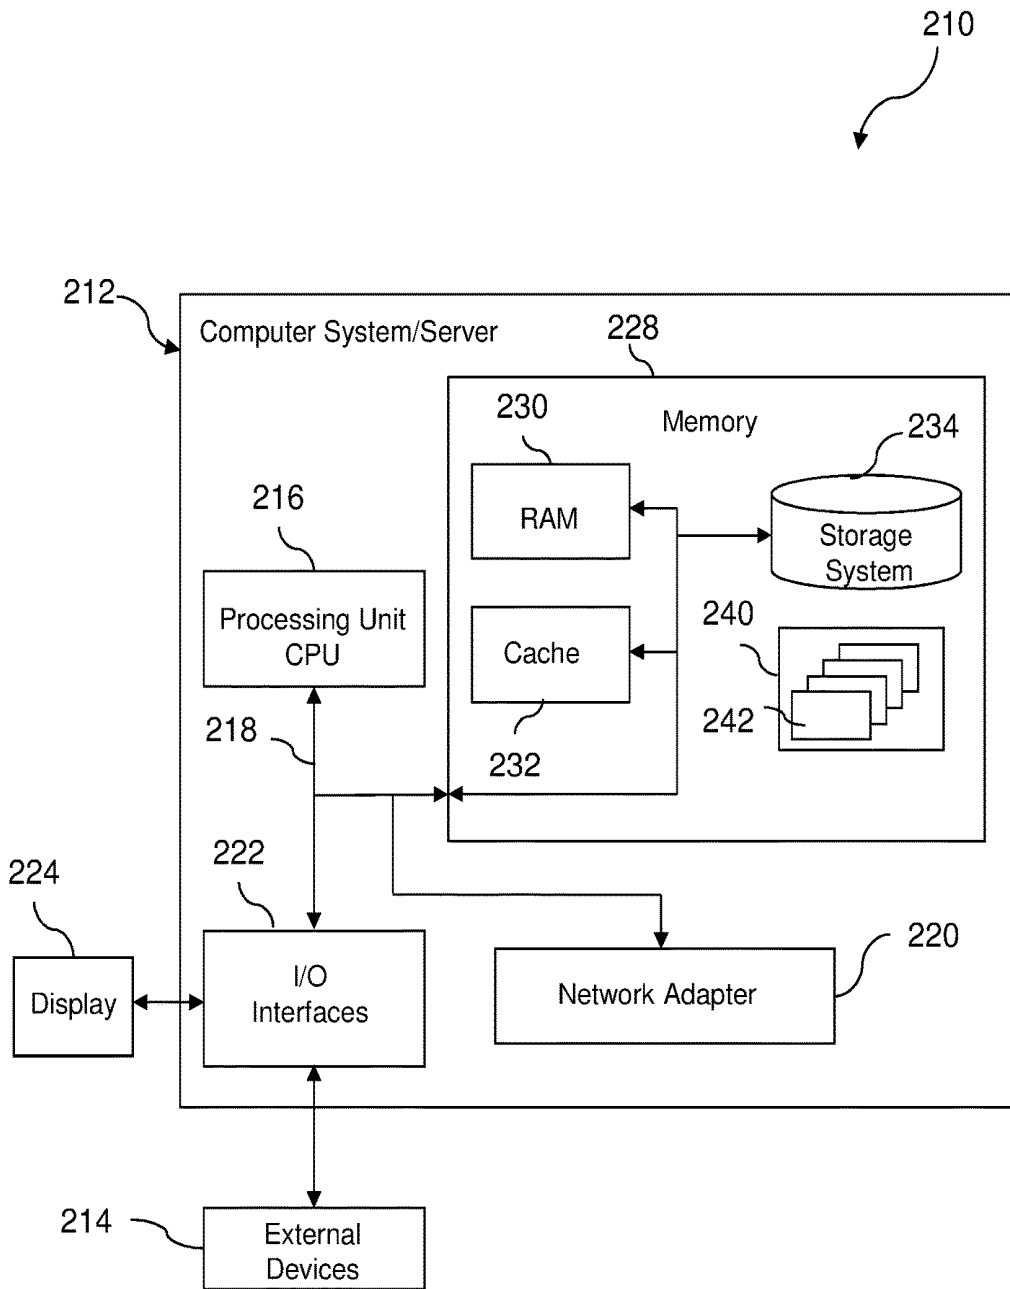 210
212
Computer System/Server
228
230
Memory
234
216
RAM
Storage
System
Processing Unit
CPU
240
Cache
218
242
232
222
224
220
I/O
Interfaces
Display
Network Adapter
214
External
Devices